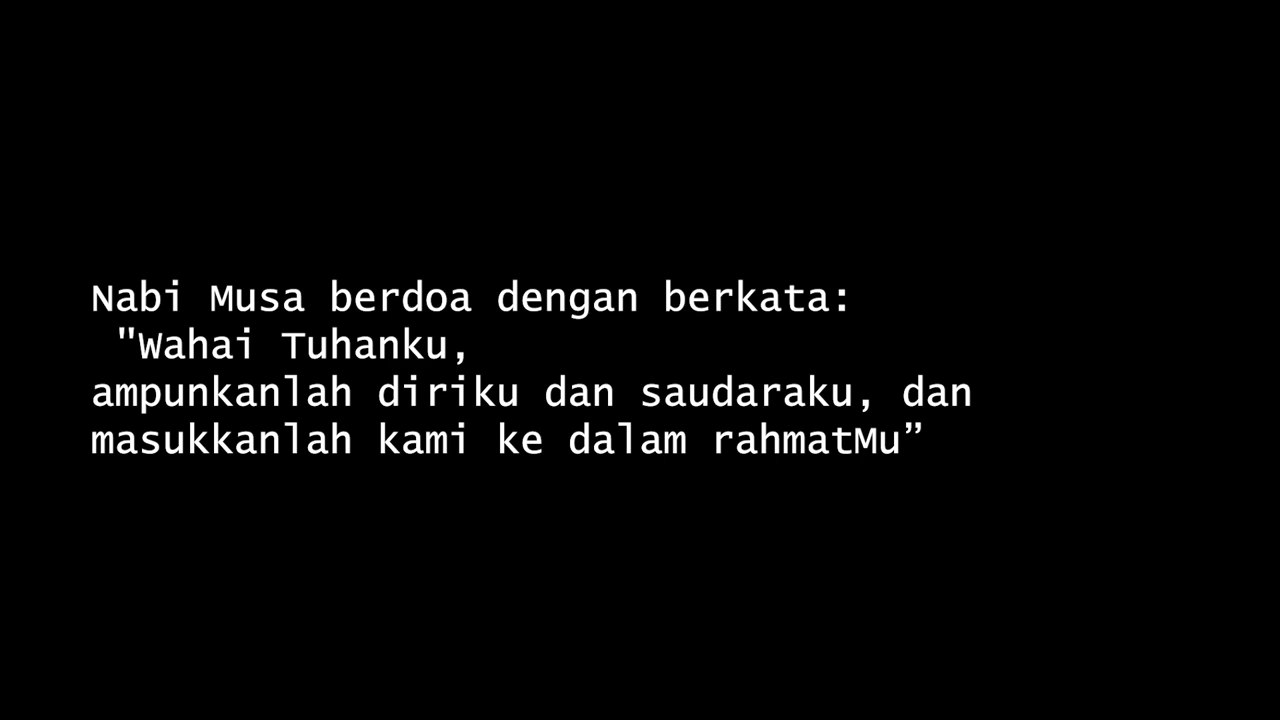 Nabi Musa berdoa dengan berkata:
"Wahai Tuhanku,
ampunkanlah diriku dan saudaraku, dan
masukkanlah kami ke dalam rahmatMu”